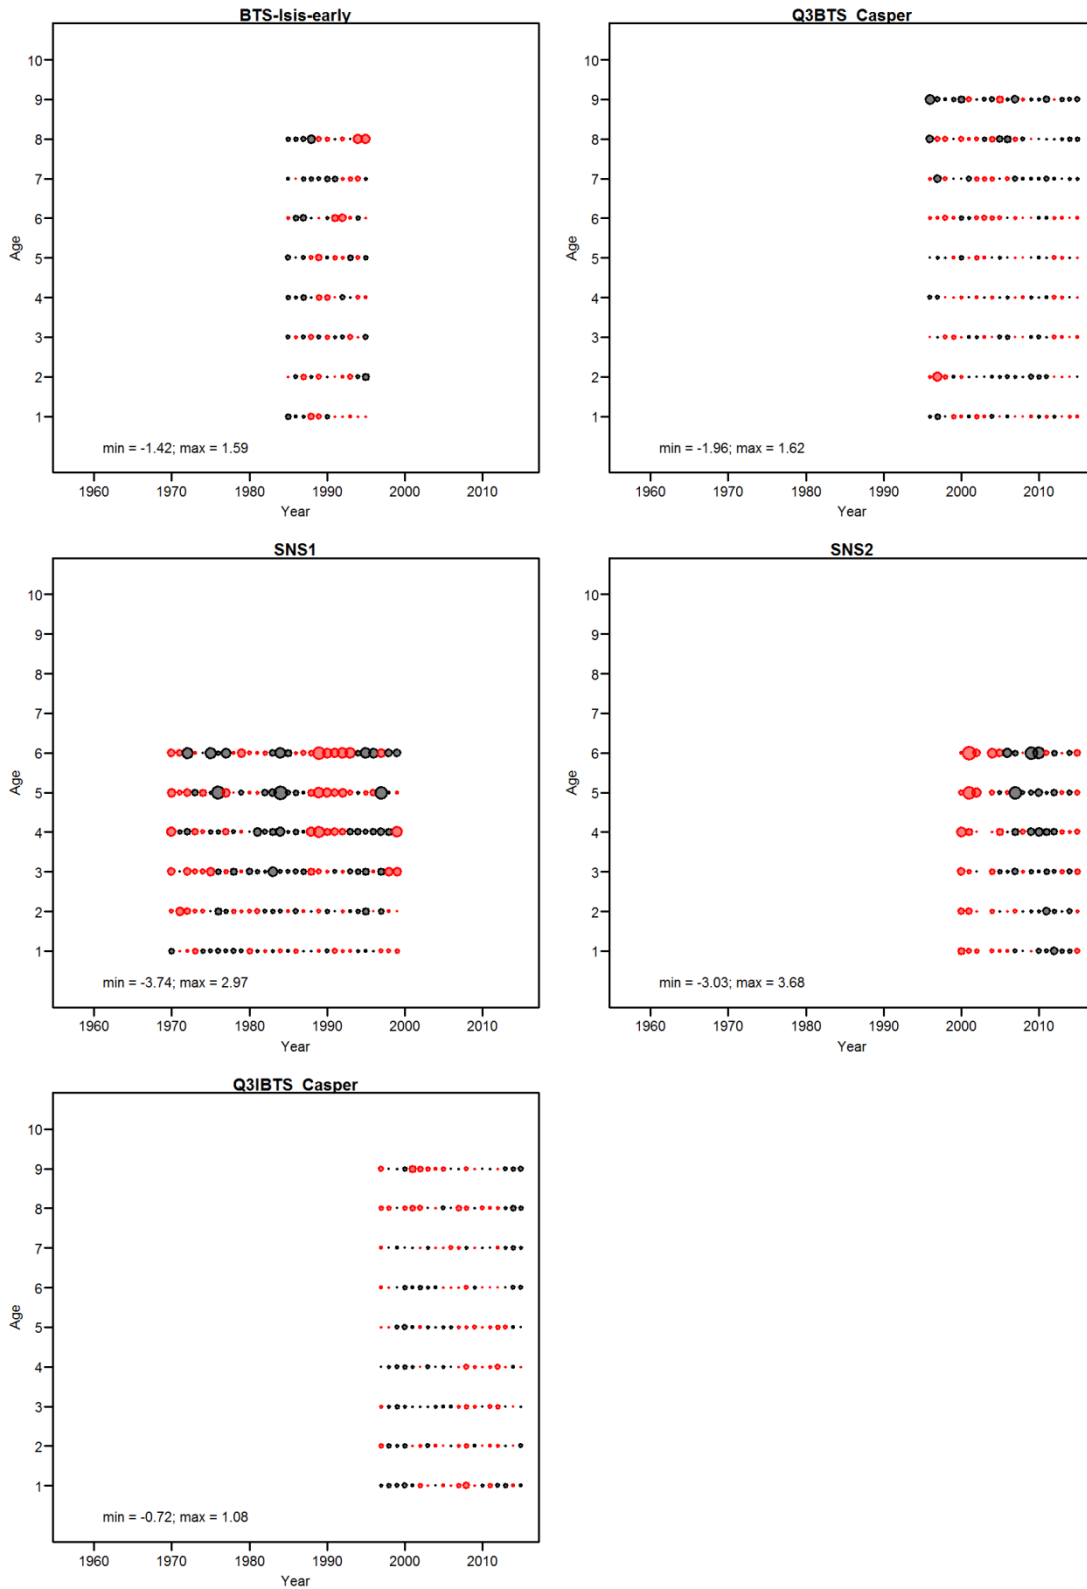 BTS-Isis-early
10
9
8
7
6
5
4
3
2
1
Age
min = -1.42; max = 1.59
1960 1970 1980 1990 2000 2010
Year
Q3BTS_Casper
10
9
8
7
6
5
4
3
2
1
Age
min = -1.96; max = 1.62
1960 1970 1980 1990 2000 2010
Year
SNS1
10
9
8
7
6
5
4
3
2
1
Age
min = -3.74; max = 2.97
1960 1970 1980 1990 2000 2010
Year
SNS2
10
9
8
7
6
5
4
3
2
1
Age
min = -3.03; max = 3.68
1960 1970 1980 1990 2000 2010
Year
Q3IBTS_Casper
10
9
8
7
6
5
4
3
2
1
Age
min = -0.72; max = 1.08
1960 1970 1980 1990 2000 2010
Year